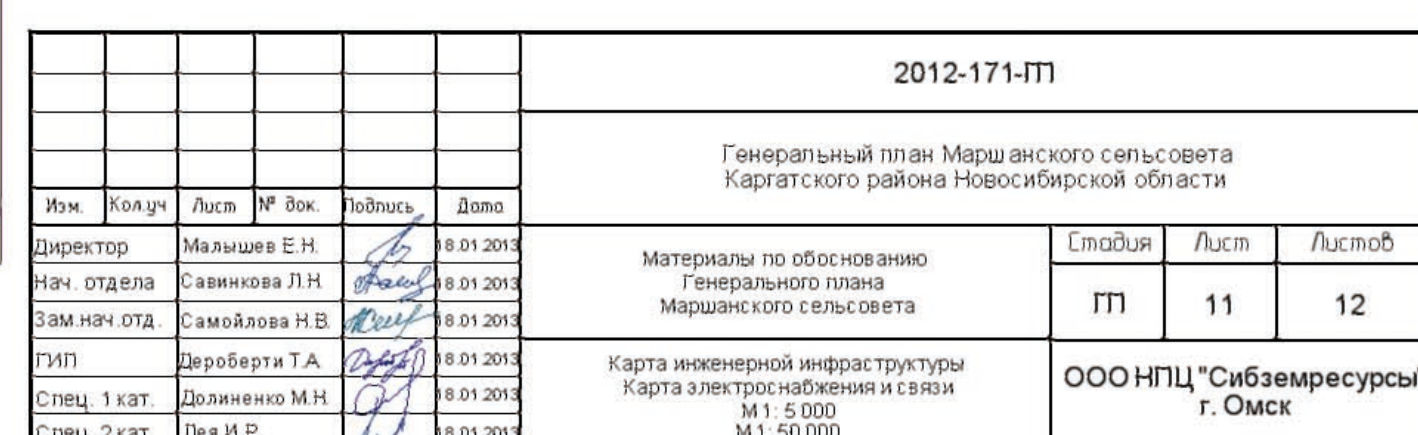 2012-171-ГП
Генеральный план Маршанского сельсовета
Каргатского района Новосибирской области
Изм. Кол.уч Лист № док. Подпись Дата
Директор Малышев Е.Н. 18.01.2013
Нач. отдела Савинкова Л.Н. 18.01.2013
Зам.нач.отд. Самойлова Н.В. 18.01.2013
ГИП Дероберти Т.А. 18.01.2013
Спец. 1 кат. Долиненко М.Н. 18.01.2013
Спец. 2 кат. И.Р. 18.01.2013
Материалы по обоснованию
Генерального плана
Маршанского сельсовета
Стадия Лист Листов
ГП 11 12
Карта инженерной инфраструктуры
Карта электроснабжения и связи
М 1: 5 000
М 1: 50 000
ООО НПЦ "Сибземресурсы"
г. Омск